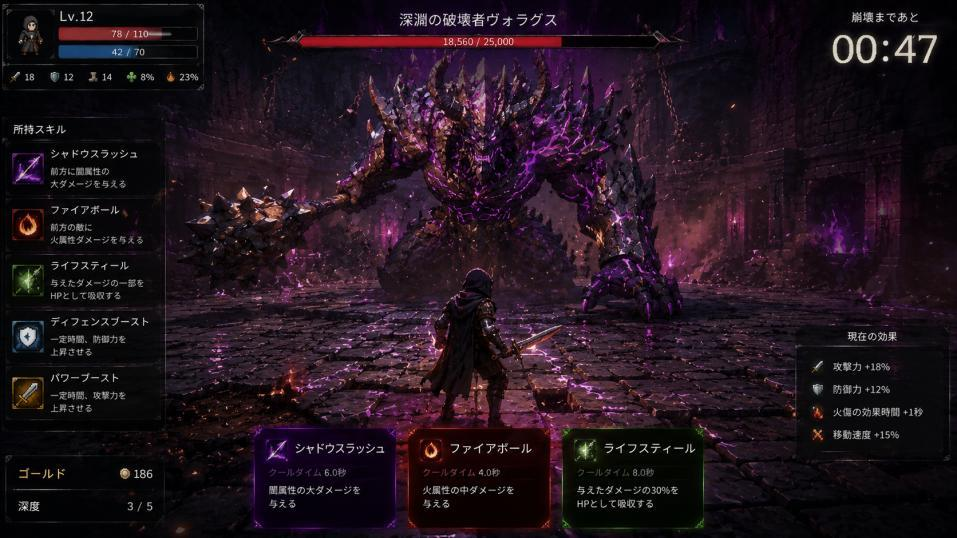 Lv.12
78 / 110
42 / 70
18 12 14 8% 23%
深淵の破壊者ヴォラグス
18,560 / 25,000
崩壊まであと
00:47
所持スキル
シャドウスラッシュ
前方に闇属性の
大ダメージを与える
ファイアボール
前方の敵に
火属性ダメージを与える
ライフスティール
与えたダメージの一部を
HPとして吸収する
ディフェンスブースト
一定時間、防御力を
上昇させる
パワーブースト
一定時間、攻撃力を
上昇させる
現在の効果
攻撃力 +18%
防御力 +12%
火傷の効果時間 +1秒
移動速度 +15%
ゴールド 186
深度 3 / 5
シャドウスラッシュ
クールタイム 6.0秒
闇属性の大ダメージを
与える
ファイアボール
クールタイム 4.0秒
火属性の中ダメージを
与える
ライフスティール
クールタイム 8.0秒
与えたダメージの30%を
HPとして吸収する